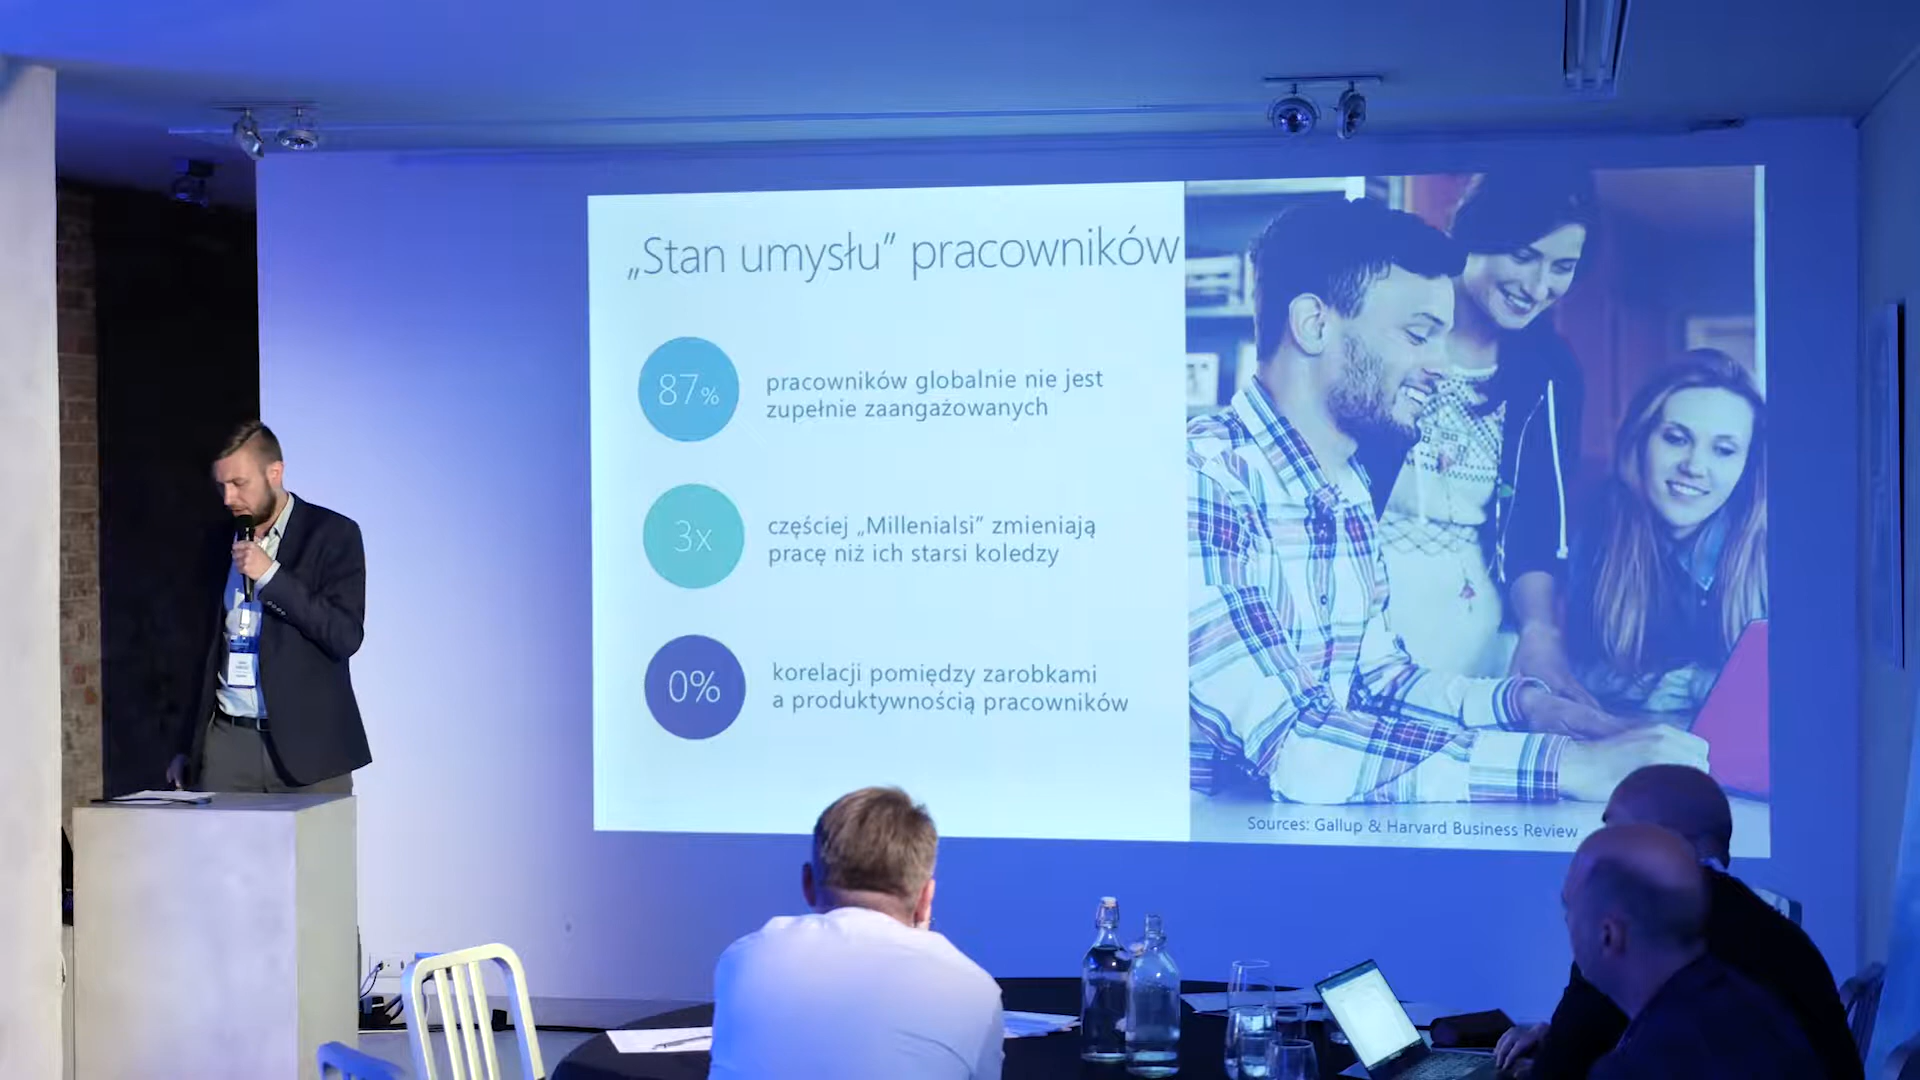 „Stan umysłu” pracowników
87%
pracowników globalnie nie jest
zupełnie zaangażowanych
3x
częściej „Millenialsi” zmieniają
pracę niż ich starsi koledzy
0%
korelacji pomiędzy zarobkami
a produktywnością pracowników
Sources: Gallup & Harvard Business Review